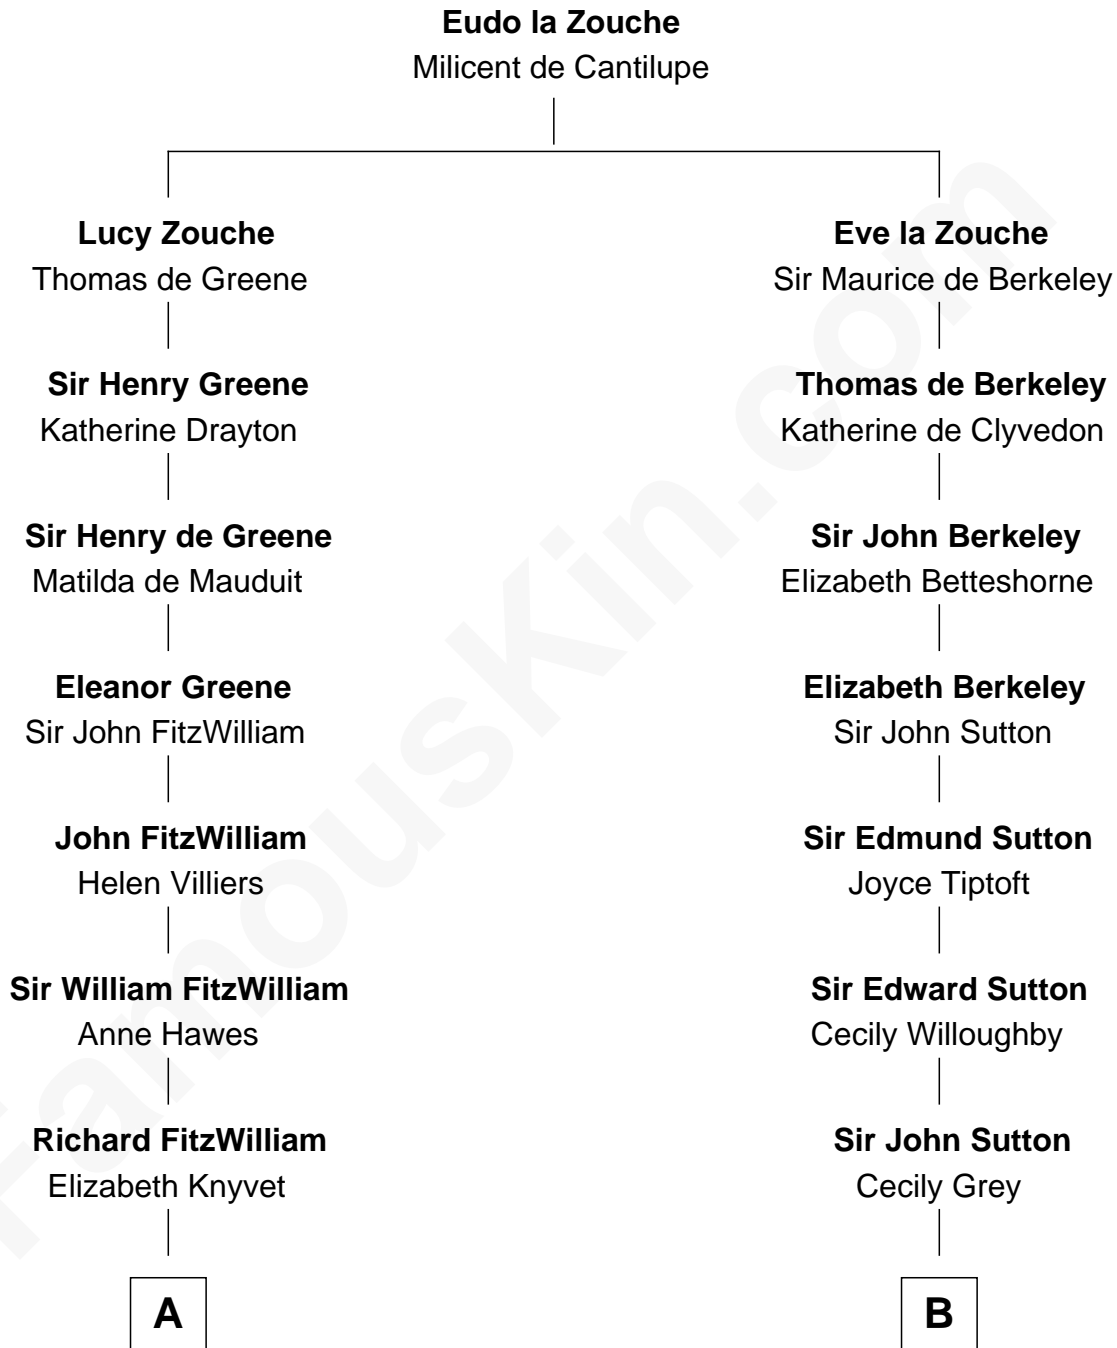 Eudo la Zouche
Milicent de Cantilupe
Lucy Zouche
Thomas de Greene
Eve la Zouche
Sir Maurice de Berkeley
Sir Henry Greene
Katherine Drayton
Thomas de Berkeley
Katherine de Clyvedon
Sir Henry de Greene
Matilda de Mauduit
Sir John Berkeley
Elizabeth Betteshorne
Eleanor Greene
Sir John FitzWilliam
Elizabeth Berkeley
Sir John Sutton
John FitzWilliam
Helen Villiers
Sir Edmund Sutton
Joyce Tiptoft
Sir William FitzWilliam
Anne Hawes
Sir Edward Sutton
Cecily Willoughby
Richard FitzWilliam
Elizabeth Knyvet
Sir John Sutton
Cecily Grey
A
B
FamousKin.com